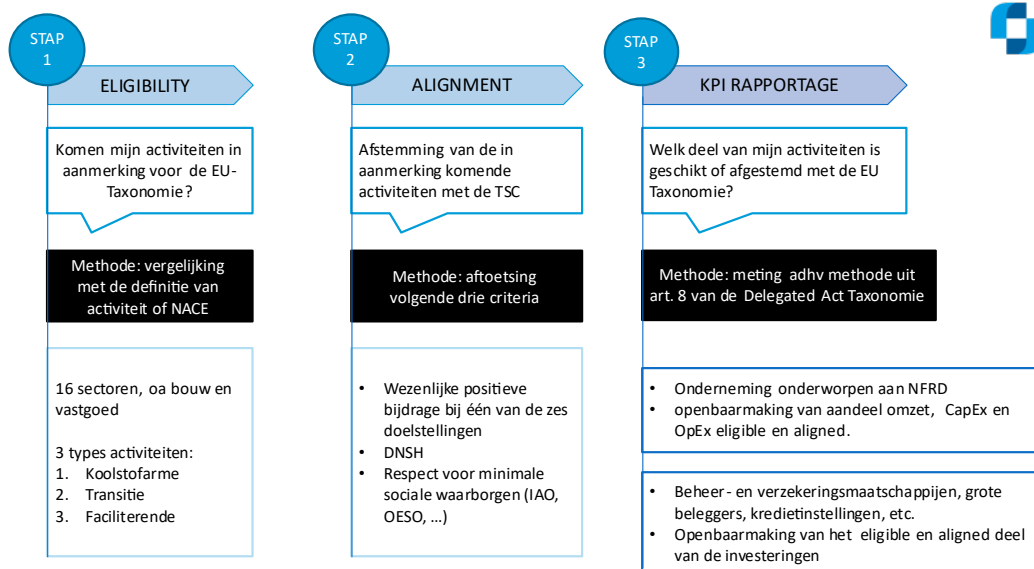 STAP
1
ELIGIBILITY
Komen mijn activiteiten in
aanmerking voor de EU-
Taxonomie?
Methode: vergelijking
met de definitie van
activiteit of NACE
16 sectoren, oa bouw en
vastgoed
3 types activiteiten:
1. Koolstofarme
2. Transitie
3. Faciliterende
STAP
2
ALIGNMENT
Afstemming van de in
aanmerking komende
activiteiten met de TSC
Methode: aftoetsing
volgende drie criteria
• Wezenlijke positieve
bijdrage bij één van de zes
doelstellingen
• DNSH
• Respect voor minimale
sociale waarborgen (IAO,
OESO, ...)
STAP
3
KPI RAPPORTAGE
Welk deel van mijn activiteiten is
geschikt of afgestemd met de EU
Taxonomie?
Methode: meting adhv methode uit
art. 8 van de Delegated Act Taxonomie
• Onderneming onderworpen aan NFRD
• openbaarmaking van aandeel omzet, CapEx en
OpEx eligible en aligned.
• Beheer- en verzekeringsmaatschappijen, grote
beleggers, kredietinstellingen, etc.
• Openbaarmaking van het eligible en aligned deel
van de investeringen